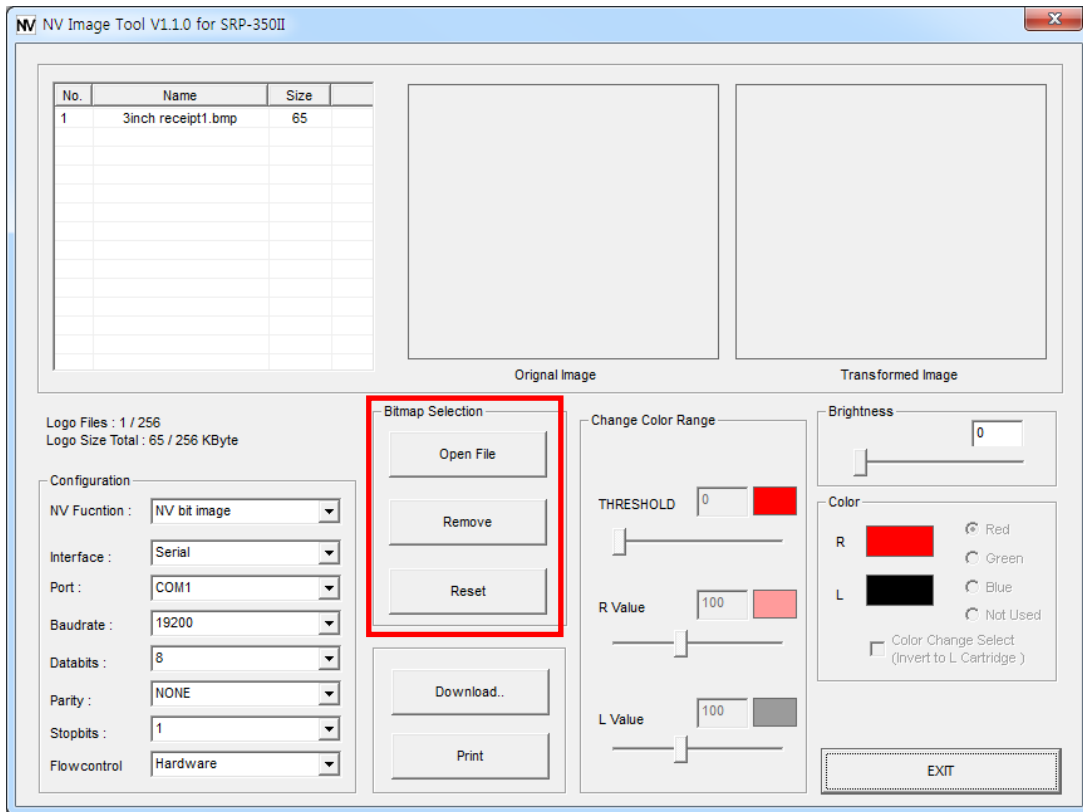 NV NV Image Tool V1.1.0 for SRP-350II
No. Name Size
1 3inch receipt1.bmp 65
Orignal Image
Transformed Image
Logo Files : 1 / 256
Logo Size Total : 65 / 256 KByte
Configuration
NV Fucntion : NV bit image
Interface : Serial
Port : COM1
Baudrate : 19200
Databits : 8
Parity : NONE
Stopbits : 1
Flowcontrol Hardware
Bitmap Selection
Open File
Remove
Reset
Download..
Print
Change Color Range
THRESHOLD 0
R Value 100
L Value 100
Brightness
0
Color
R
L
Red
Green
Blue
Not Used
Color Change Select
(Invert to L Cartridge )
EXIT